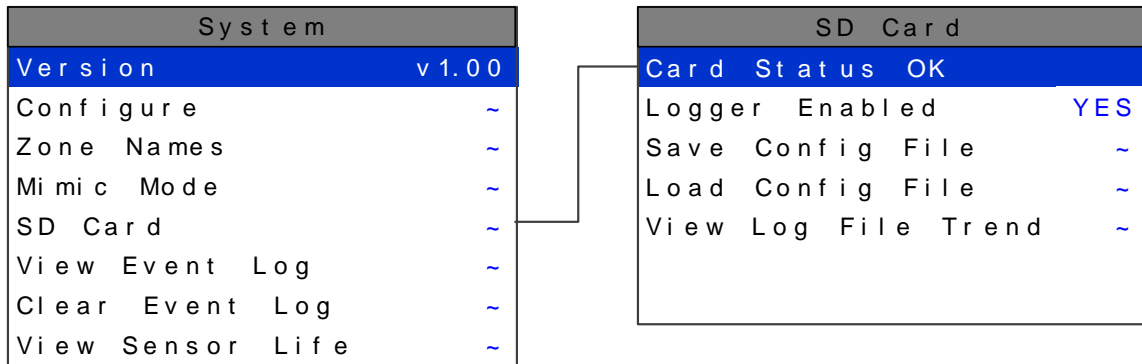 System
Version v1.00
Configure ~
Zone Names ~
Mimic Mode ~
SD Card ~
View Event Log ~
Clear Event Log ~
View Sensor Life ~
SD Card
Card Status OK
Logger Enabled YES
Save Config File ~
Load Config File ~
View Log File Trend ~